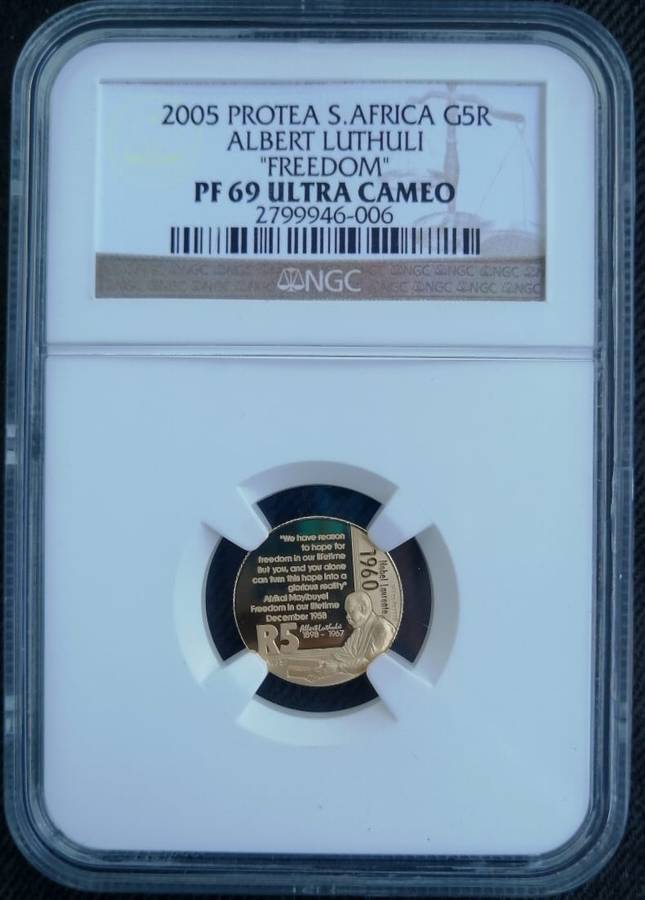 2005 PROTEA S.AFRICA G5R
ALBERT LUTHULI
"FREEDOM"
PF 69 ULTRA CAMEO
2799946-006
NGC
"We have reason
to hope for
freedom in our lifetime
But you, and you alone
can turn this hope into a
glorious reality"
Afrika! Mayibuye!
Freedom in our lifetime
December 1958
Albert Luthuli
1898 - 1967
R5
1960
Nobel Laureate